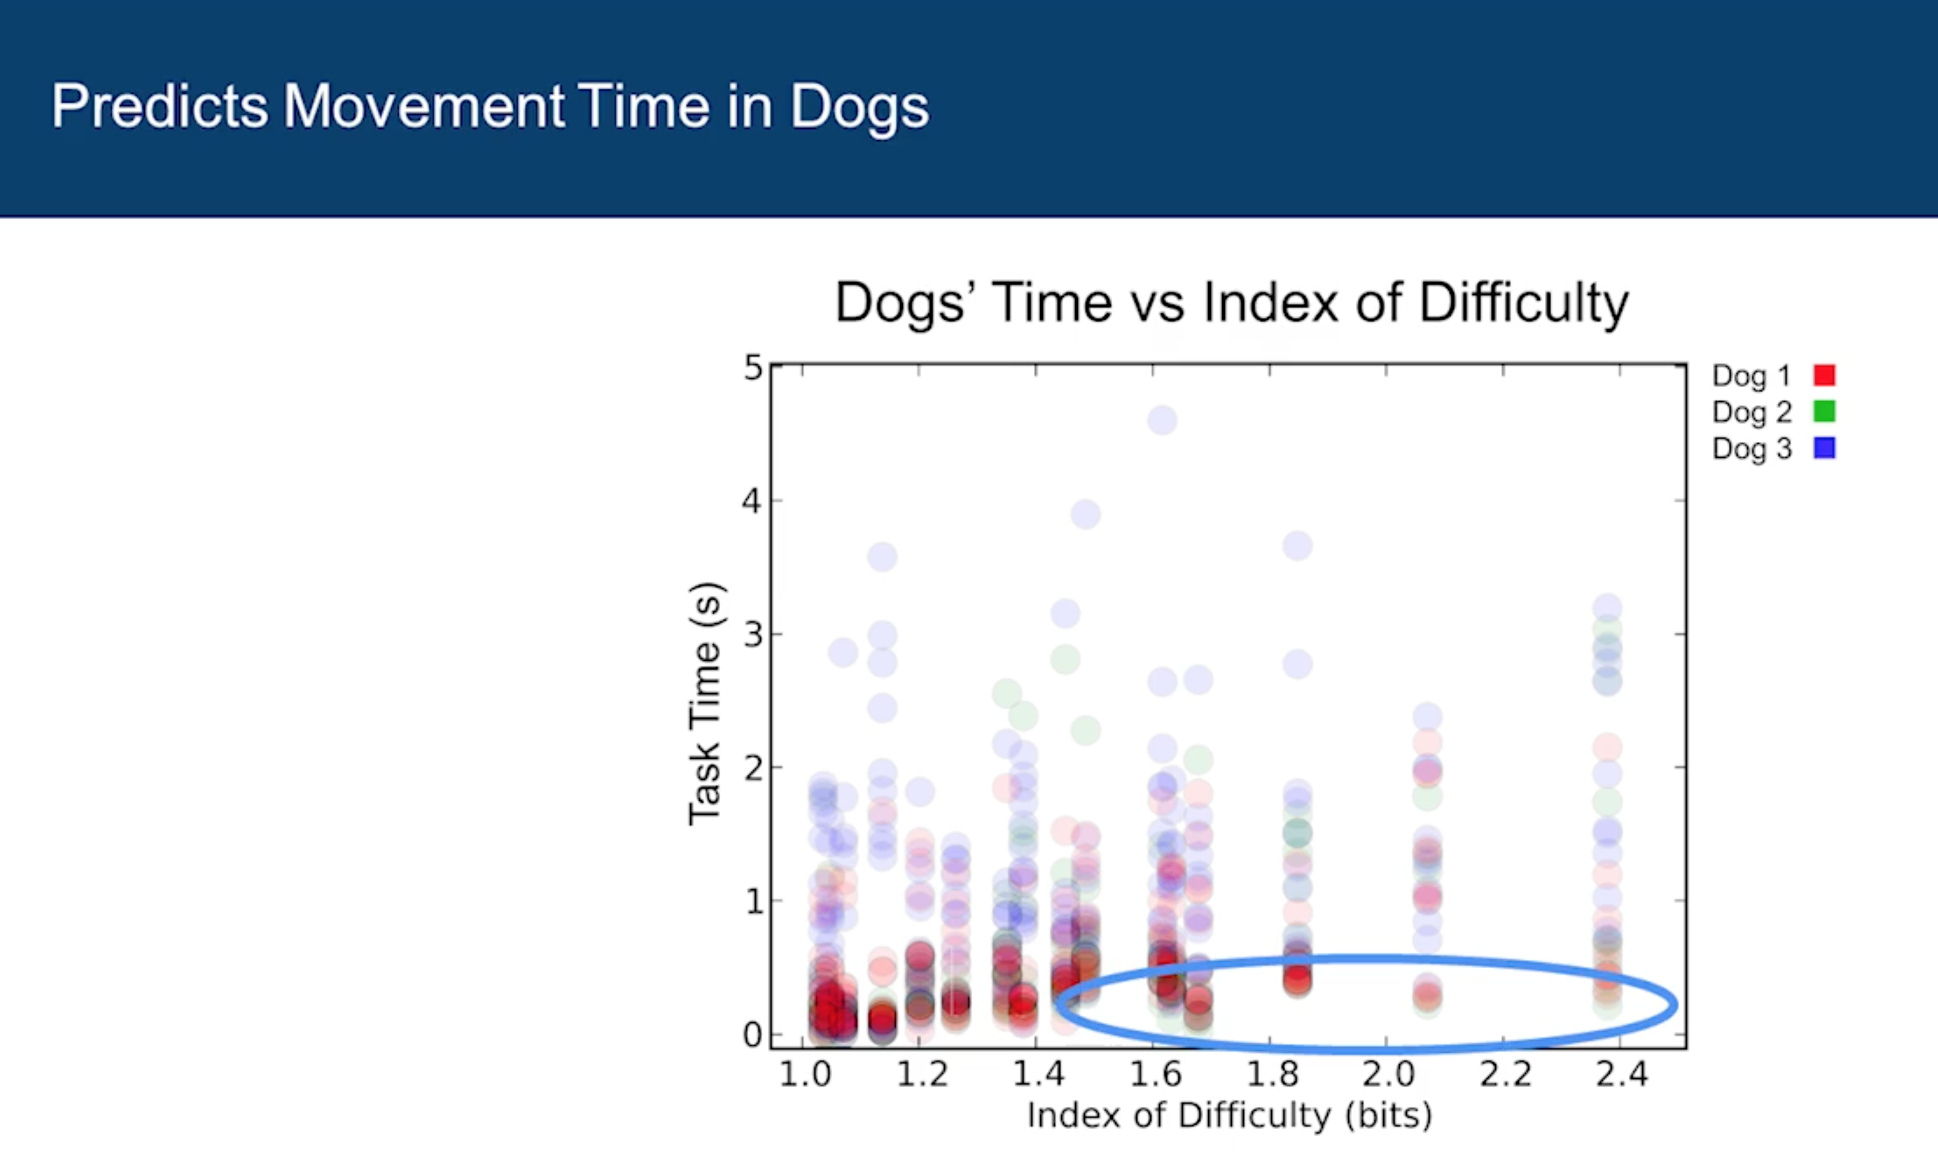 Predicts Movement Time in Dogs
Dogs’ Time vs Index of Difficulty
Dog 1
Dog 2
Dog 3
5
4
3
2
1
0
Task Time (s)
1.0 1.2 1.4 1.6 1.8 2.0 2.2 2.4
Index of Difficulty (bits)